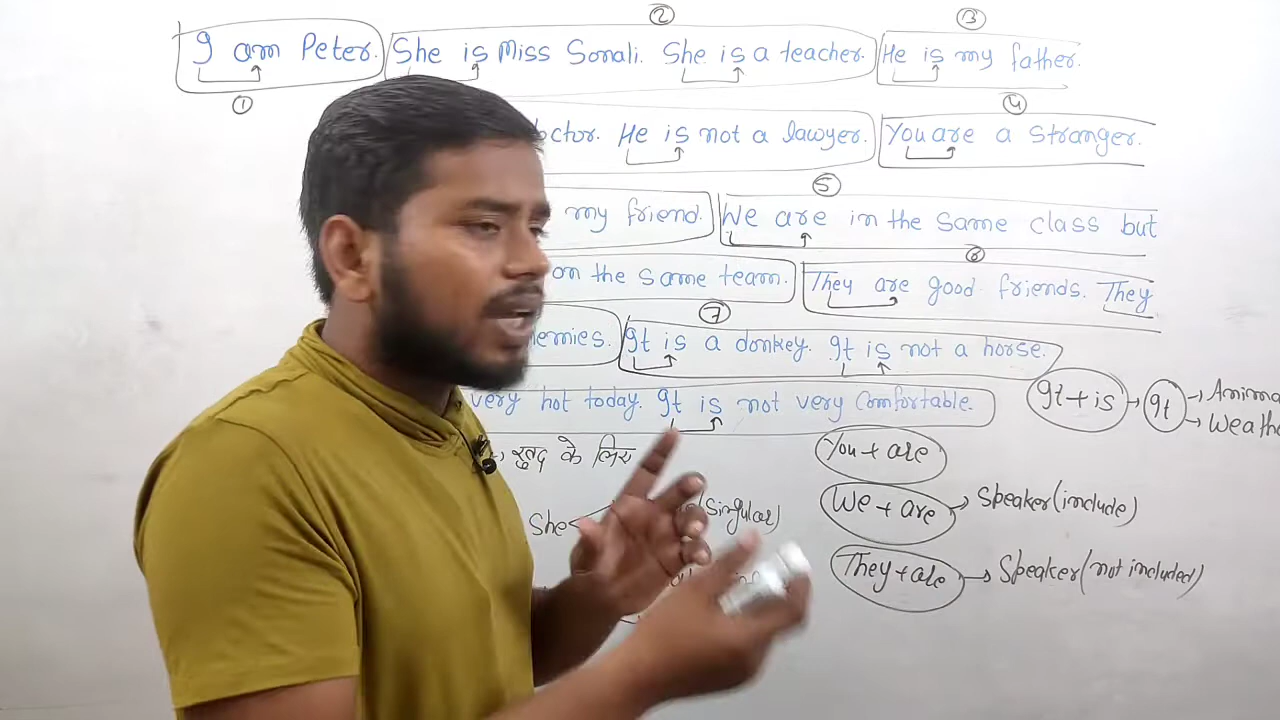 ②
③
I am Peter. She is Miss Sonali. She is a teacher. He is my father.
①
④
He is not a lawyer. You are a stranger.
⑤
my friend. We are in the same class but
⑥
on the same team. They are good friends. They
⑦
It is a donkey. It is not a horse.
It + is → It → → Weathe
very hot today. It is not very comfortable.
You + are
खुद के लिए
She (Singular)
We + are → Speaker (include)
They + are → Speaker (not included)